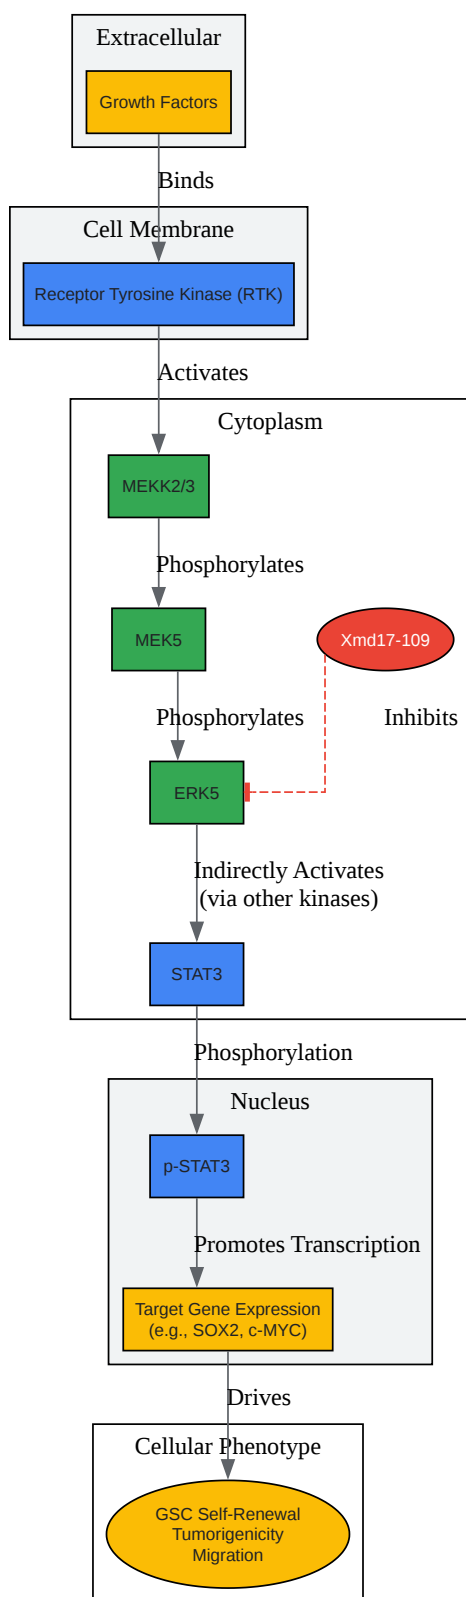 Extracellular
Growth Factors
Binds
Cell Membrane
Receptor Tyrosine Kinase (RTK)
Activates
Cytoplasm
MEKK2/3
Phosphorylates
MEK5
Xmd17-109
Phosphorylates
Inhibits
ERK5
Indirectly Activates
(via other kinases)
STAT3
Phosphorylation
Nucleus
p-STAT3
Promotes Transcription
Target Gene Expression
(e.g., SOX2, c-MYC)
Drives
Cellular Phenotype
GSC Self-Renewal
Tumorigenicity
Migration